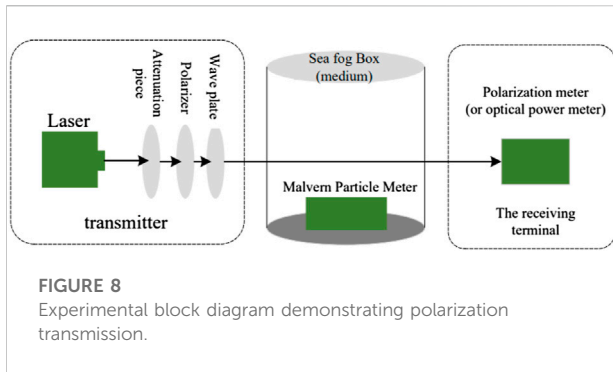 Attenuation
piece
Polarizer
Wave plate
Laser
transmitter
Sea fog Box
(medium)
Malvern Particle Meter
Polarization meter
(or optical power meter)
The receiving
terminal
FIGURE 8
Experimental block diagram demonstrating polarization
transmission.